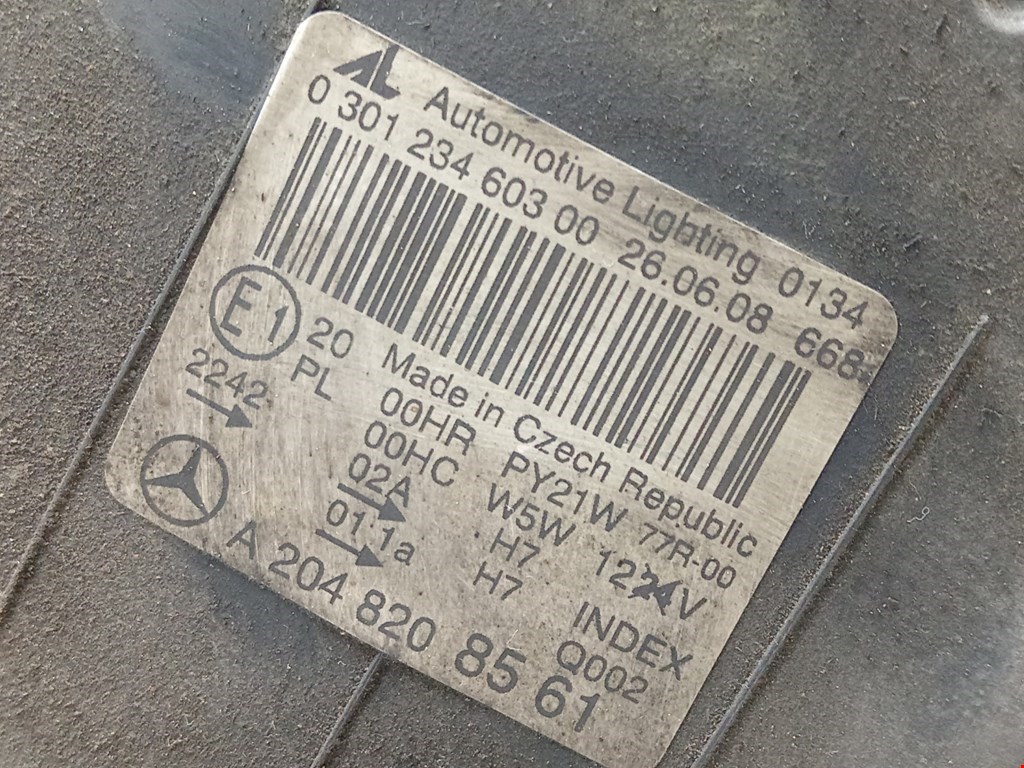 AL Automotive Lighting 0134
0 301 234 603 00 26.06.08 668
E1 20 Made in Czech Republic
2242 PL 00HR PY21W 77R-00
00HC W5W 1224V
02A H7 INDEX
01 1a H7 Q002
A 204 820 85 61